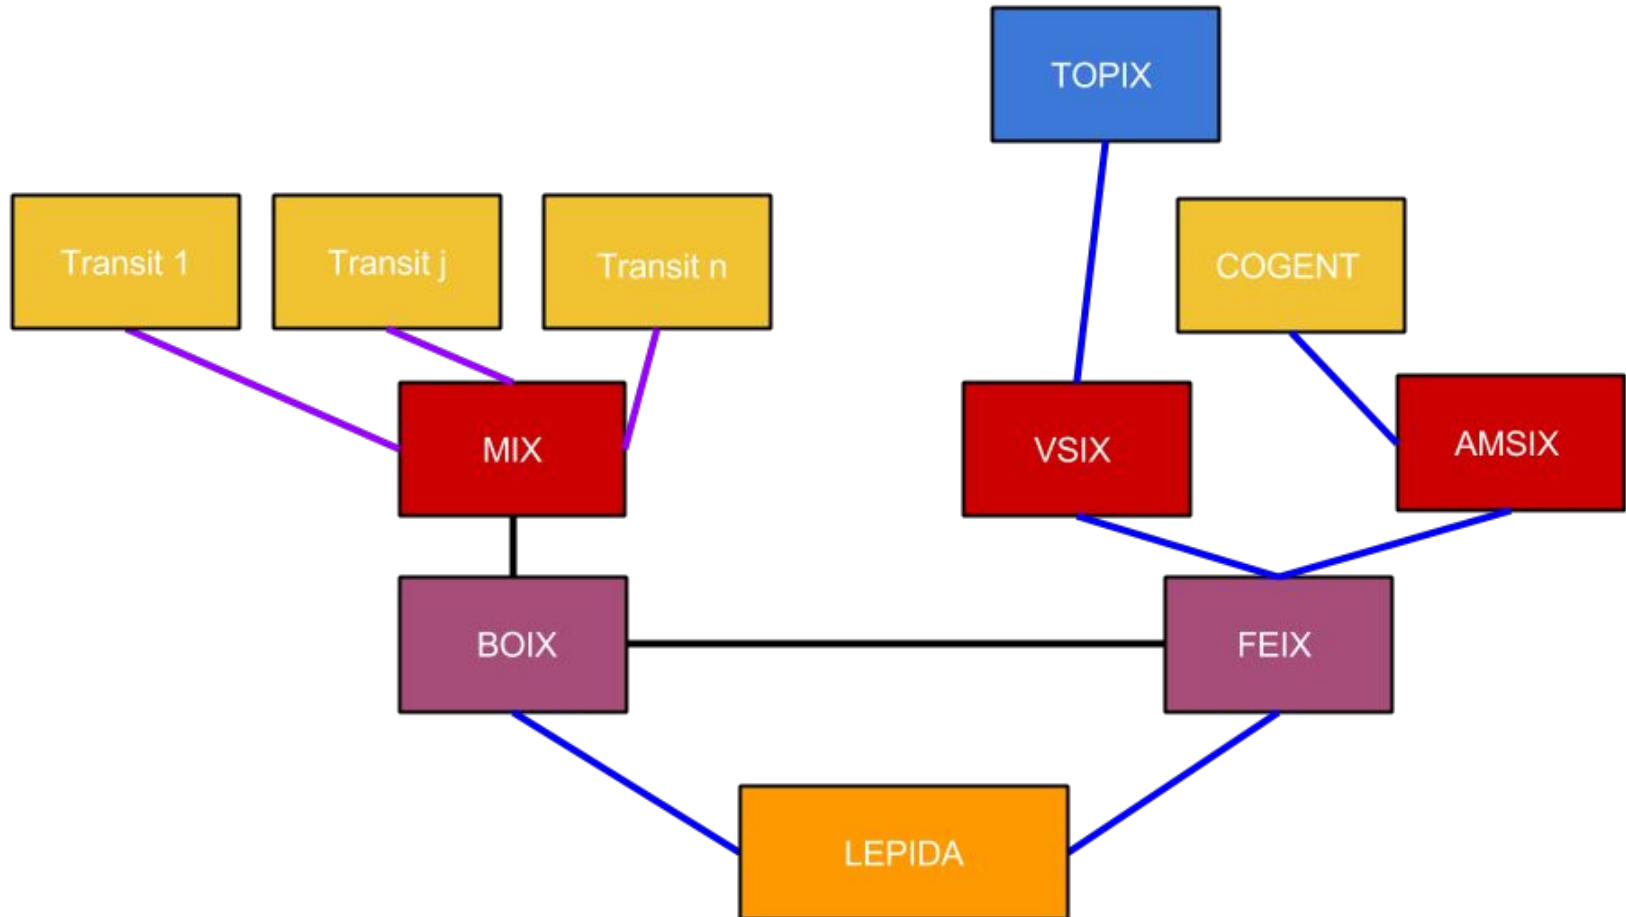 TOPIX
Transit 1
Transit j
Transit n
COGENT
MIX
VSIX
AMSIX
BOIX
FEIX
LEPIDA